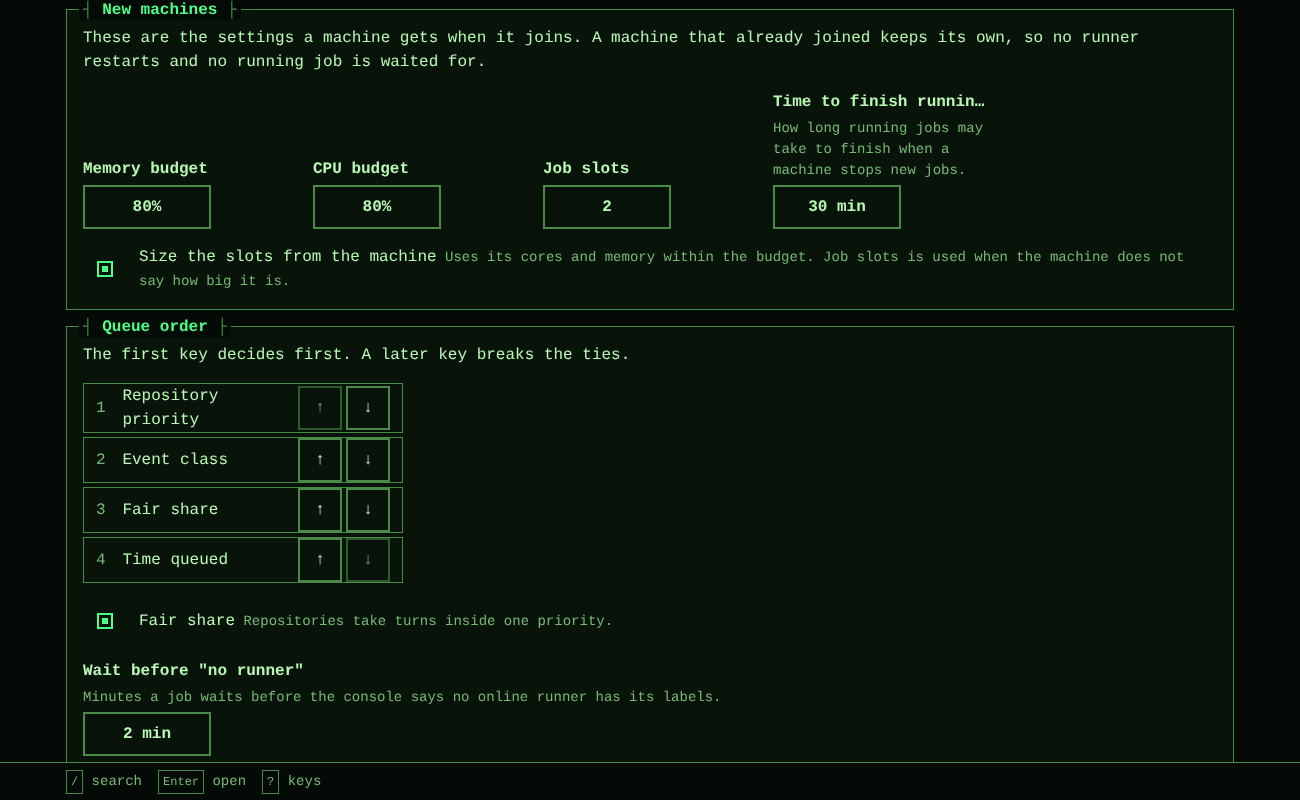 New machines
These are the settings a machine gets when it joins. A machine that already joined keeps its own, so no runner
restarts and no running job is waited for.
Memory budget
80%
CPU budget
80%
Job slots
2
Time to finish runnin…
How long running jobs may
take to finish when a
machine stops new jobs.
30 min
Size the slots from the machine Uses its cores and memory within the budget. Job slots is used when the machine does not
say how big it is.
Queue order
The first key decides first. A later key breaks the ties.
1 Repository
priority ↑ ↓
2 Event class ↑ ↓
3 Fair share ↑ ↓
4 Time queued ↑ ↓
Fair share Repositories take turns inside one priority.
Wait before "no runner"
Minutes a job waits before the console says no online runner has its labels.
2 min
/ search Enter open ? keys